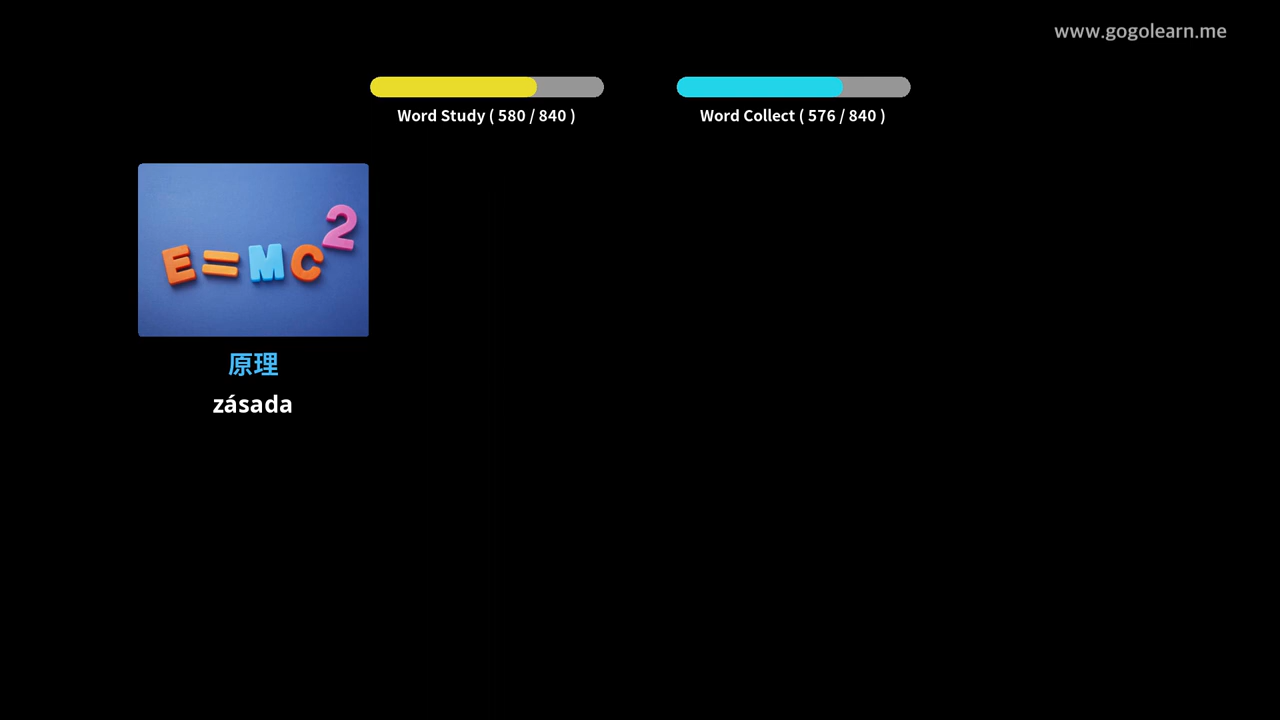 www.gogolearn.me
Word Study ( 580 / 840 )
Word Collect ( 576 / 840 )
E=MC²
原理
zásada